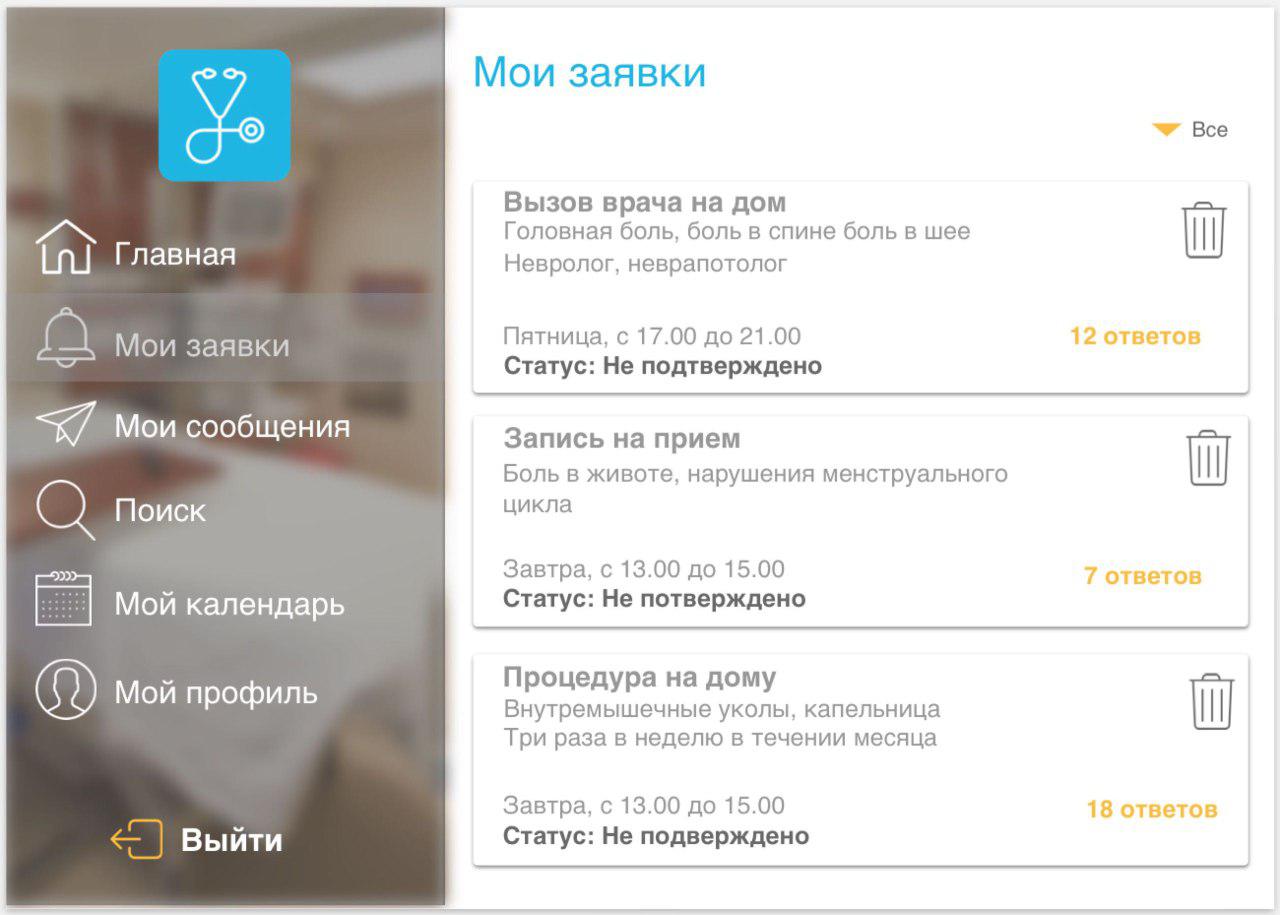 Главная
Мои заявки
Мои сообщения
Поиск
Мой календарь
Мой профиль
Выйти
Мои заявки
Все
Вызов врача на дом
Головная боль, боль в спине боль в шее
Невролог, неврапотолог
Пятница, с 17.00 до 21.00
12 ответов
Статус: Не подтверждено
Запись на прием
Боль в животе, нарушения менструального
цикла
Завтра, с 13.00 до 15.00
7 ответов
Статус: Не потверждено
Процедура на дому
Внутремышечные уколы, капельница
Три раза в неделю в течении месяца
Завтра, с 13.00 до 15.00
18 ответов
Статус: Не подверждено